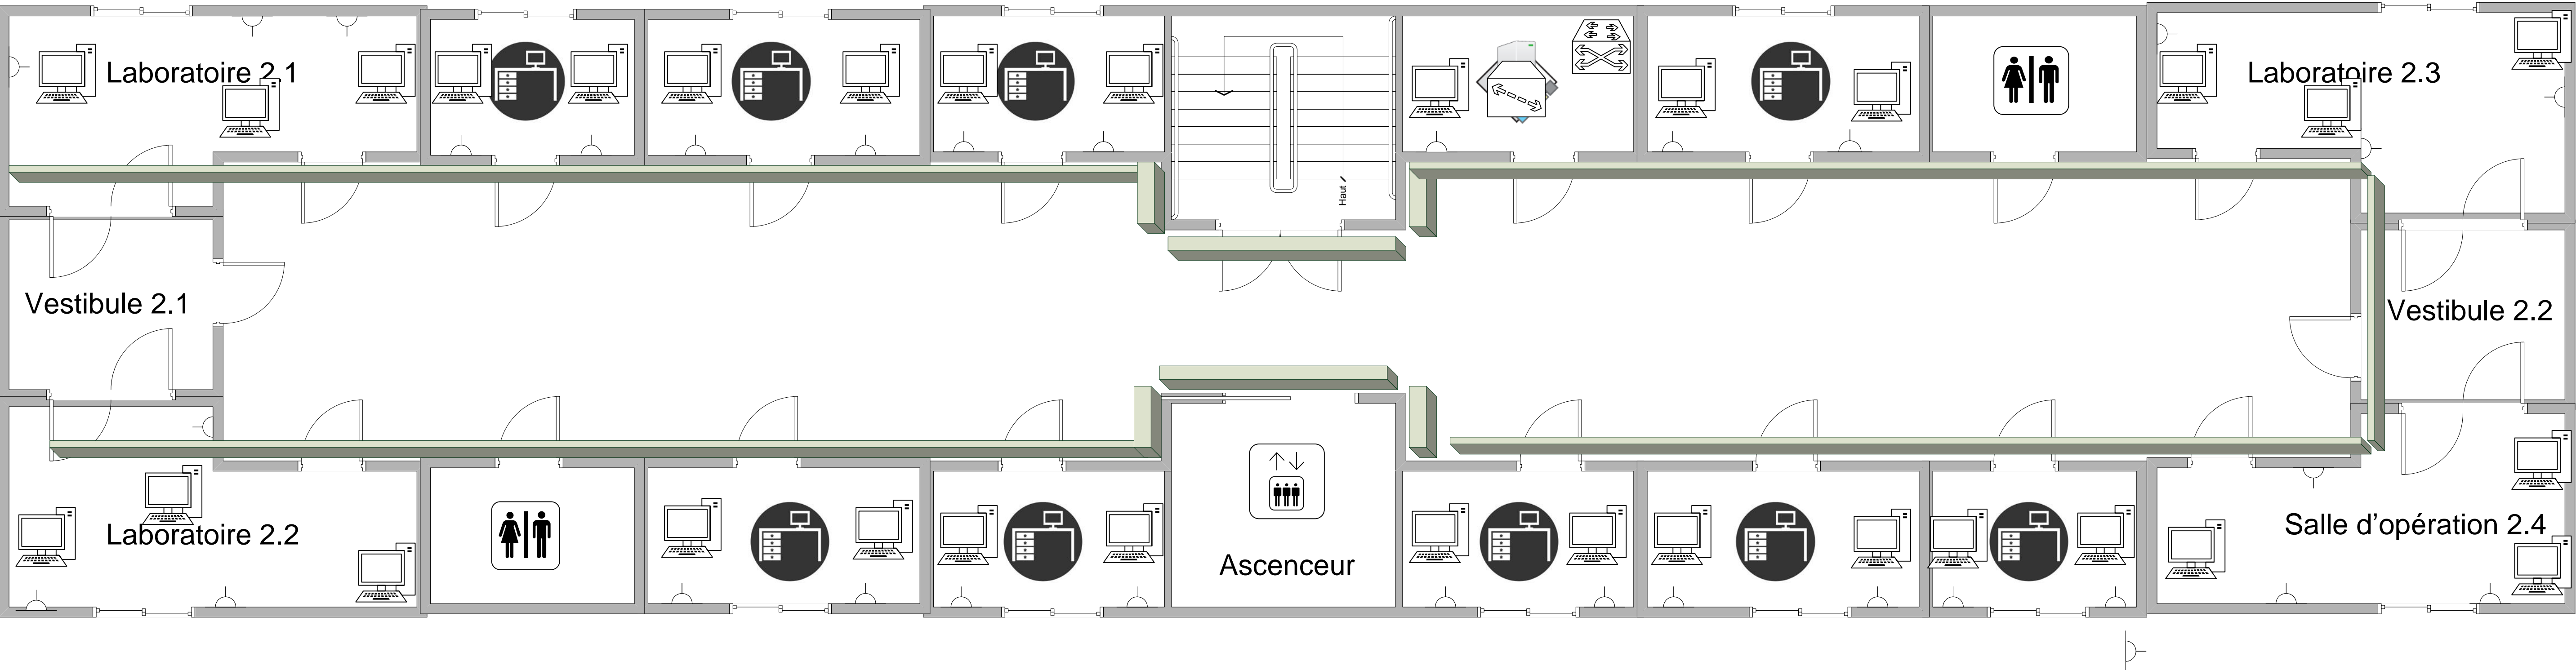 Laboratoire 2.1
Laboratoire 2.3
Haut
Vestibule 2.1
Vestibule 2.2
Laboratoire 2.2
Salle d'opération 2.4
Ascenceur